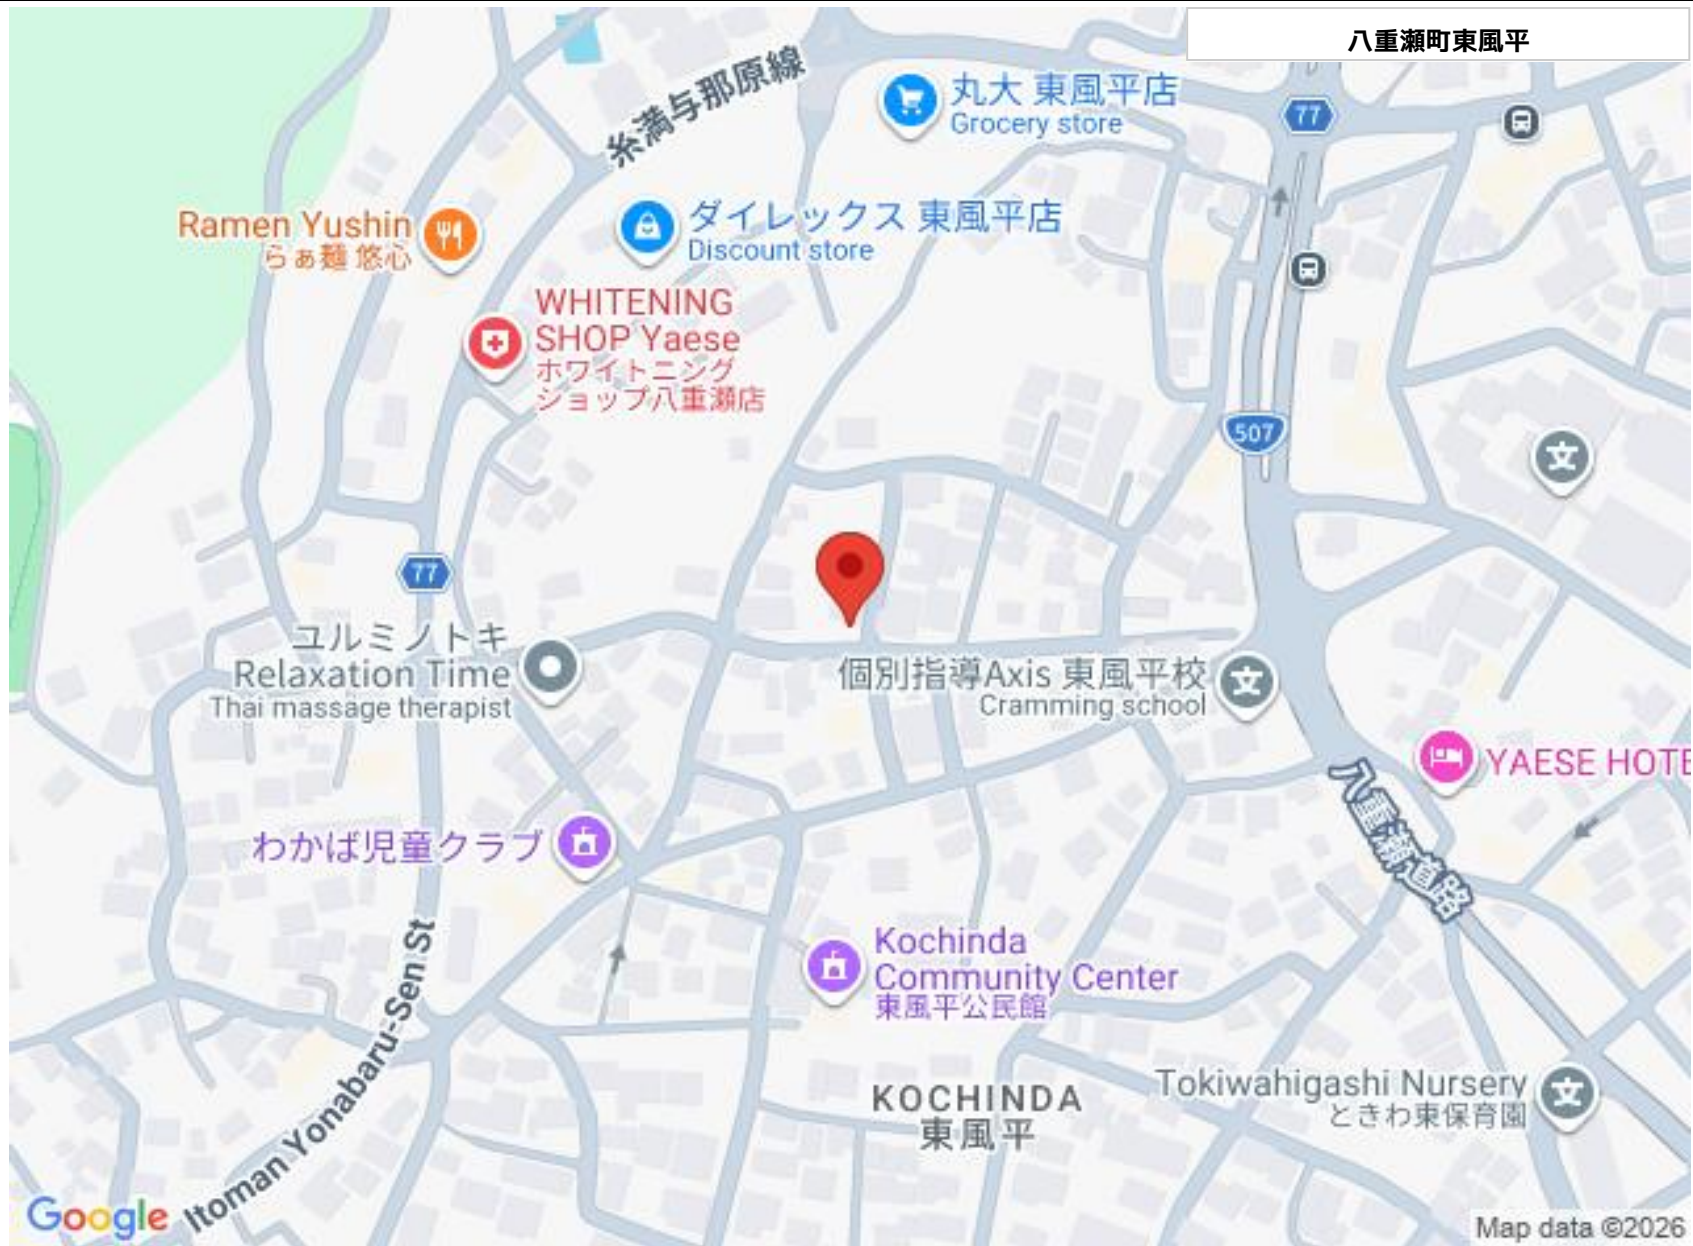 八重瀬町東風平
糸満与那原線
丸大 東風平店
Grocery store
77
Ramen Yushin
らぁ麺 悠心
ダイレックス 東風平店
Discount store
WHITENING
SHOP Yaese
ホワイトニング
ショップ八重瀬店
507
文
77
ユルミノトキ
Relaxation Time
Thai massage therapist
個別指導Axis 東風平校
Cramming school
文
YAESE HOTE
八重瀬道路
わかば児童クラブ
Kochinda
Community Center
東風平公民館
Itoman Yonabaru-Sen St
KOCHINDA
東風平
Tokiwahigashi Nursery
ときわ東保育園
文
Google
Map data ©2026